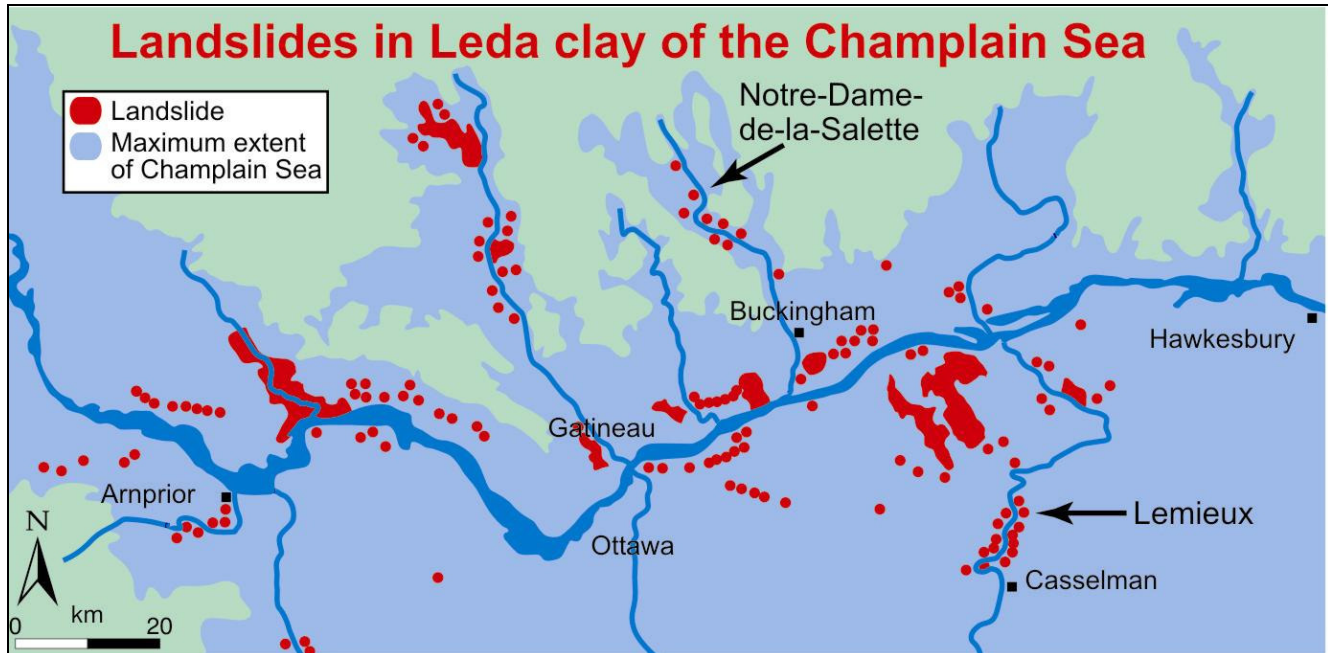 Landslides in Leda clay of the Champlain Sea
Landslide
Maximum extent
of Champlain Sea
Notre-Dame-
de-la-Salette
Buckingham
Hawkesbury
Gatineau
Arnprior
Lemieux
Ottawa
Casselman
N
km
0 20